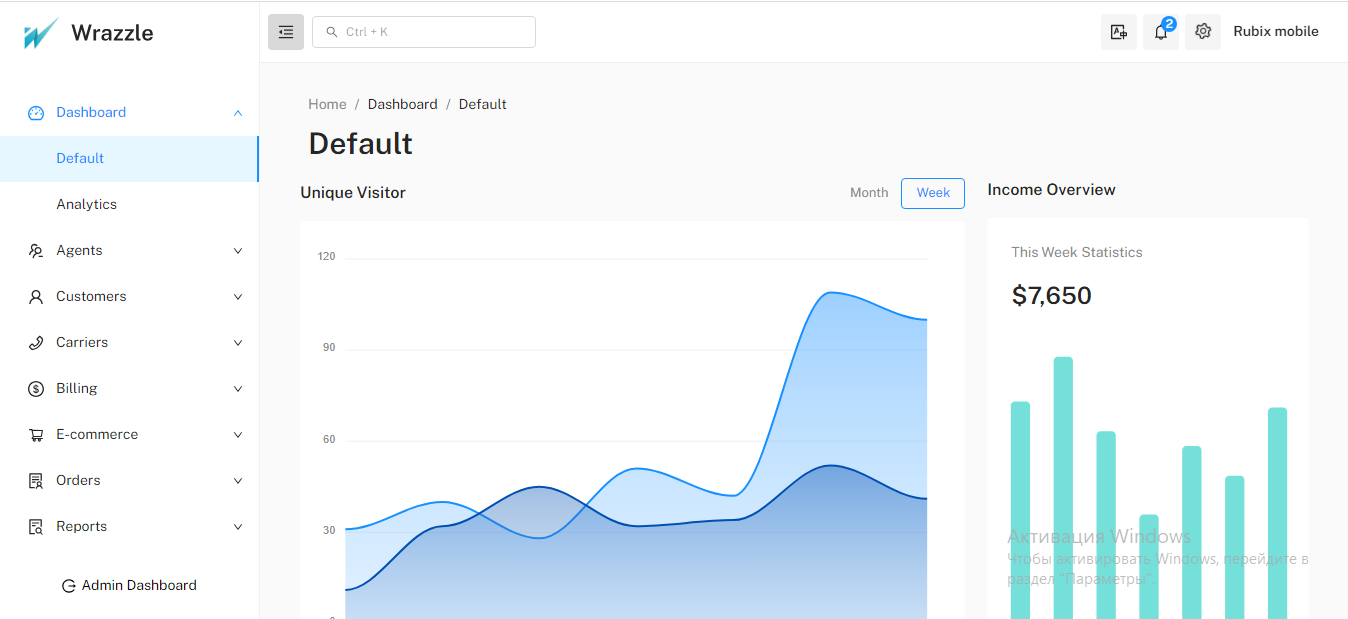 Wrazzle
Ctrl + K
2
Rubix mobile
Dashboard
Default
Analytics
Agents
Customers
Carriers
Billing
E-commerce
Orders
Reports
Admin Dashboard
Home / Dashboard / Default
Default
Unique Visitor
Month
Week
120
90
60
30
Income Overview
This Week Statistics
$7,650
Активация Windows
Чтобы активировать Windows, перейдите в
раздел "Параметры".